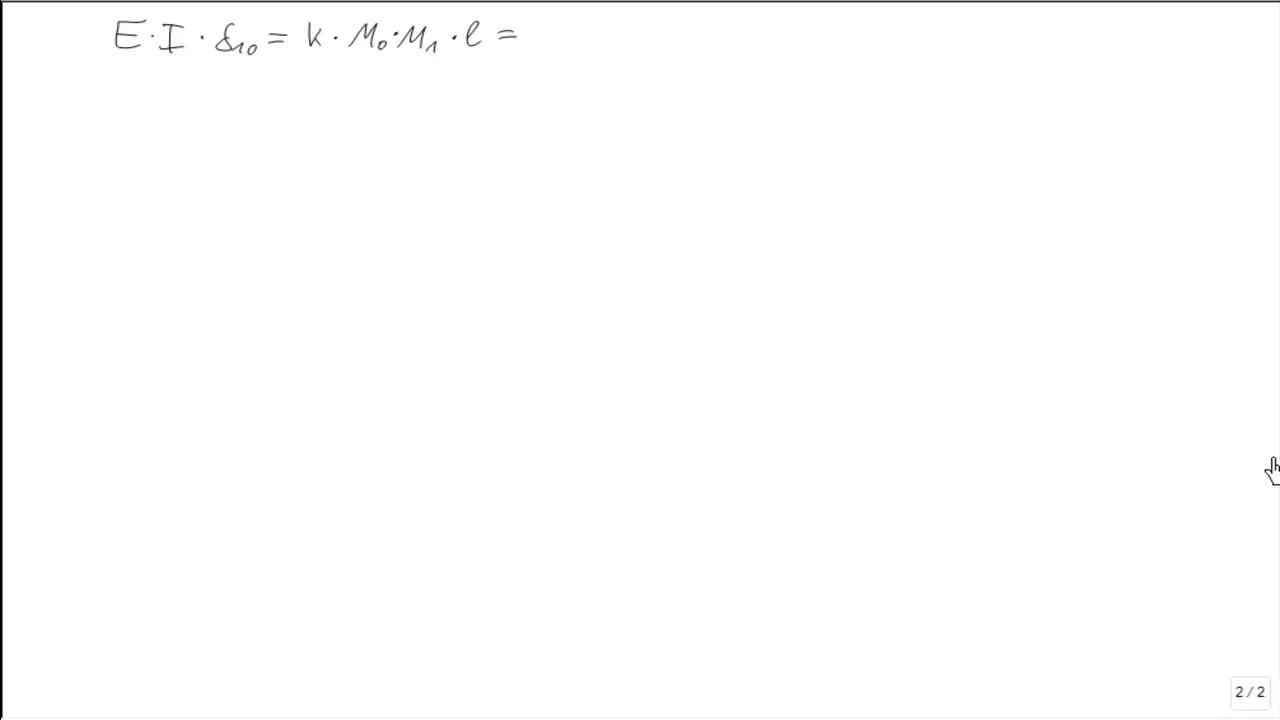 E · I · δ₁₀ = k · M₀ · M₁ · l =
2 / 2